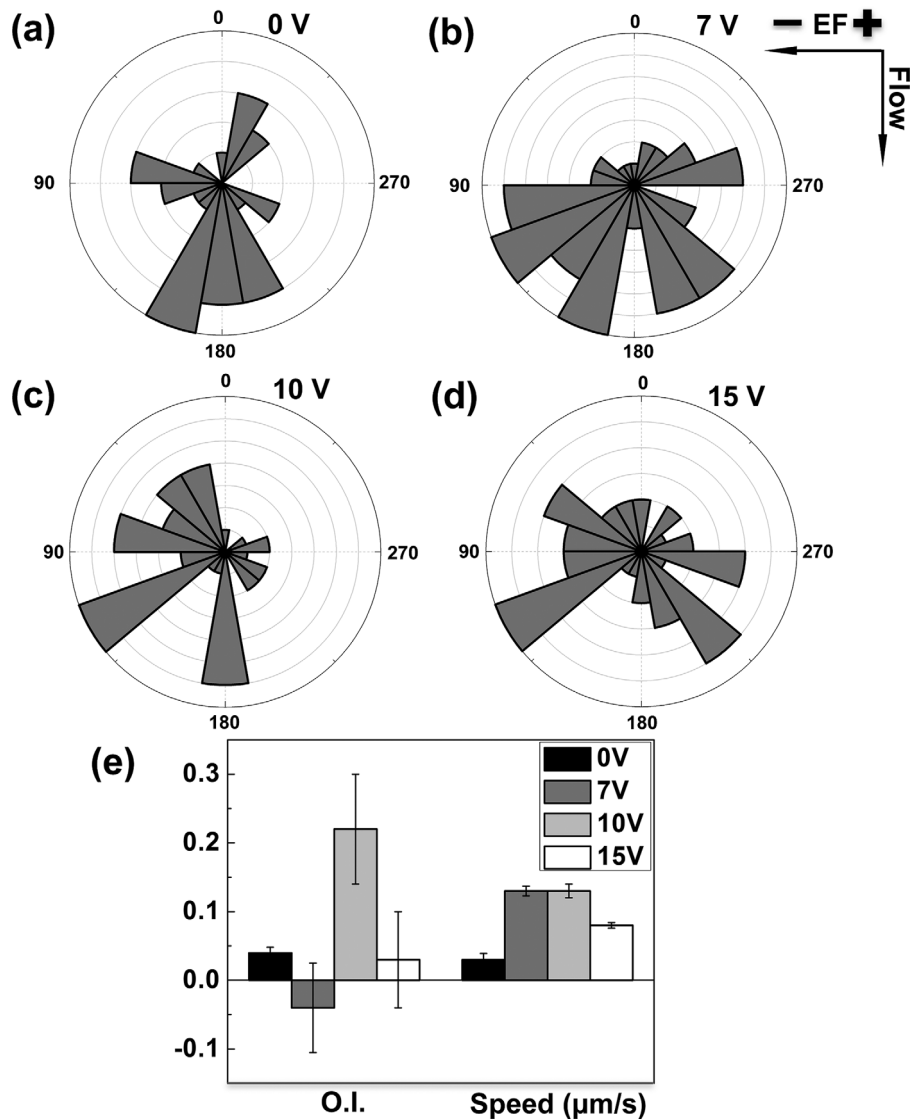 (a)
0
0 V
90
270
180
(b)
0
7 V
− EF +
Flow
90
270
180
(c)
0
10 V
90
270
180
(d)
0
15 V
90
270
180
(e)
0.3
0.2
0.1
0.0
-0.1
0V
7V
10V
15V
O.I.
Speed (μm/s)